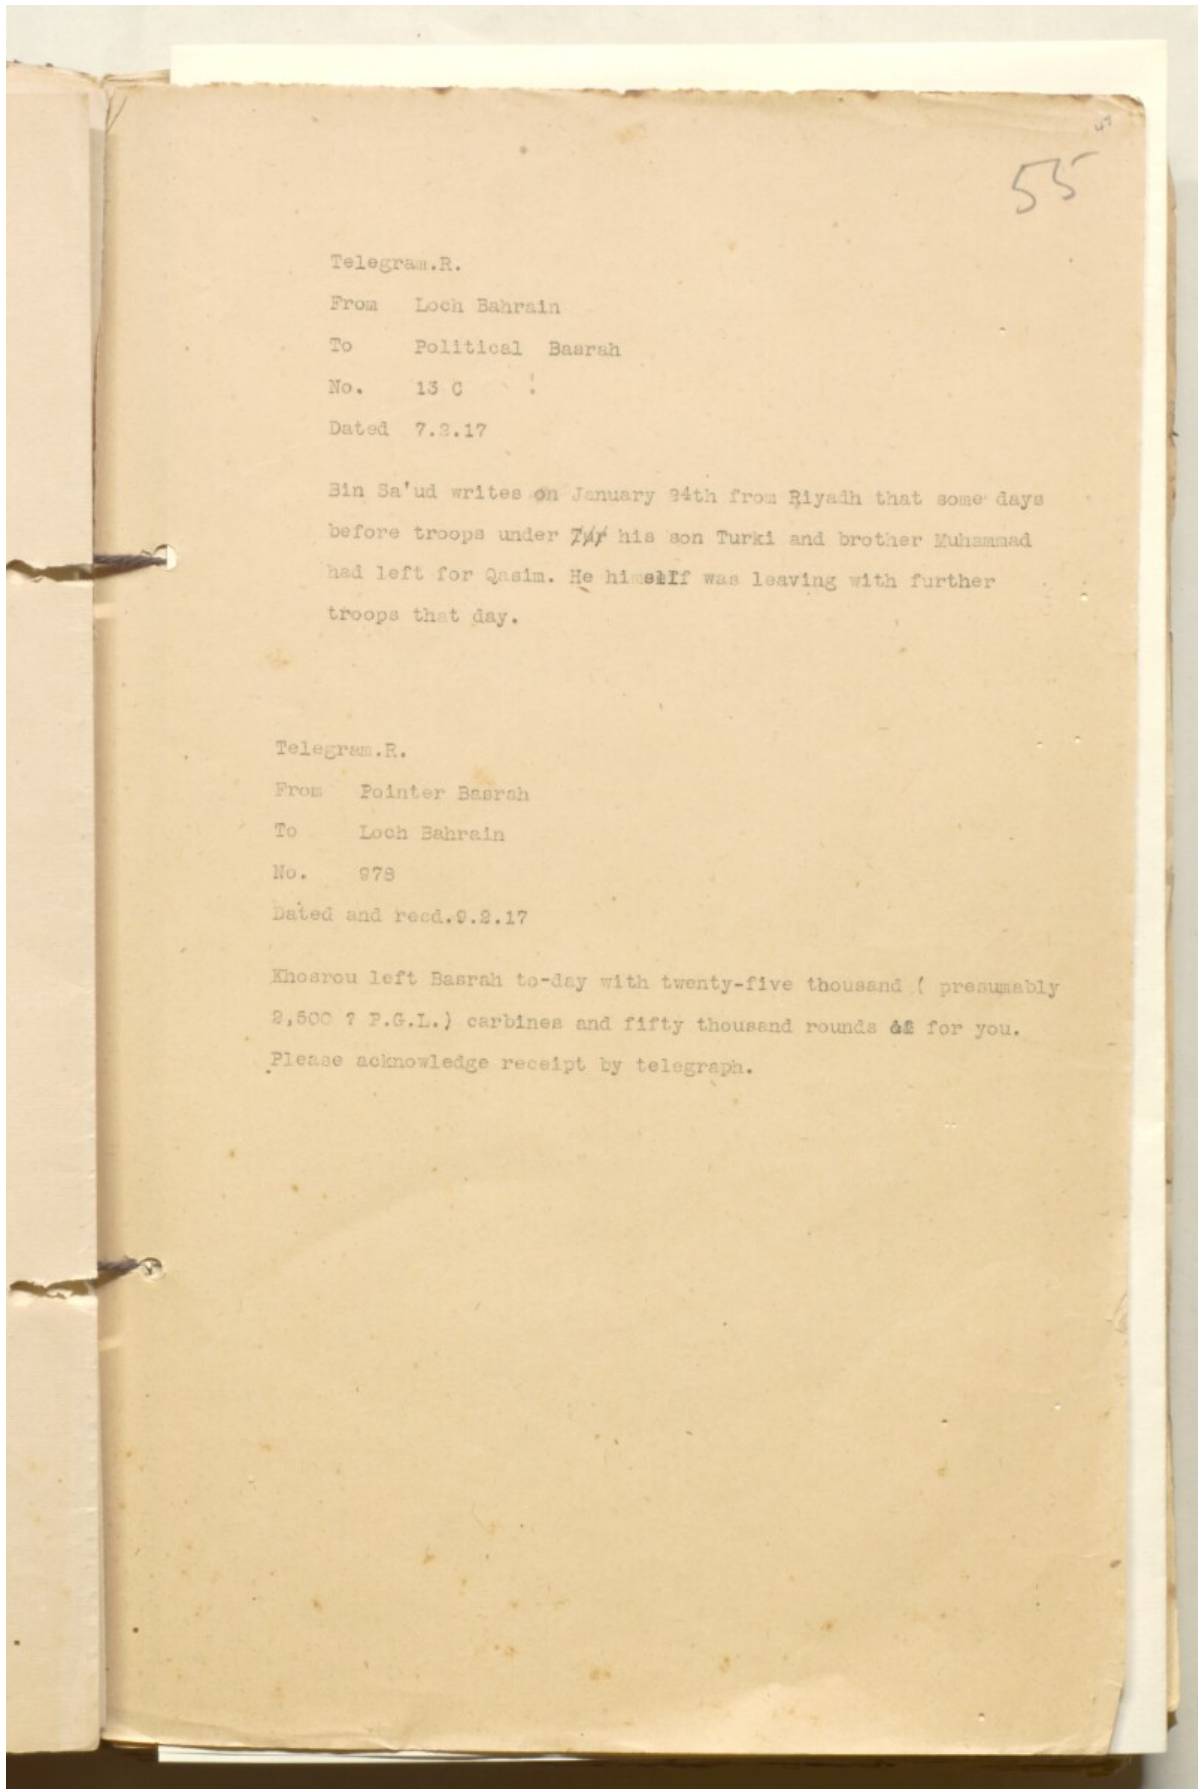 55
Telegram.R.
From Loch Bahrain
To Political Basrah
No. 13 C
Dated 7.2.17
Bin Sa'ud writes on January 24th from Riyadh that some days
before troops under his son Turki and brother Muhammad
had left for Qasim. He himself was leaving with further
troops that day.
Telegram.R.
From Pointer Basrah
To Loch Bahrain
No. 978
Dated and recd.9.2.17
Khosrou left Basrah to-day with twenty-five thousand ( presumably
2,500 ? P.G.L.) carbines and fifty thousand rounds for you.
Please acknowledge receipt by telegraph.